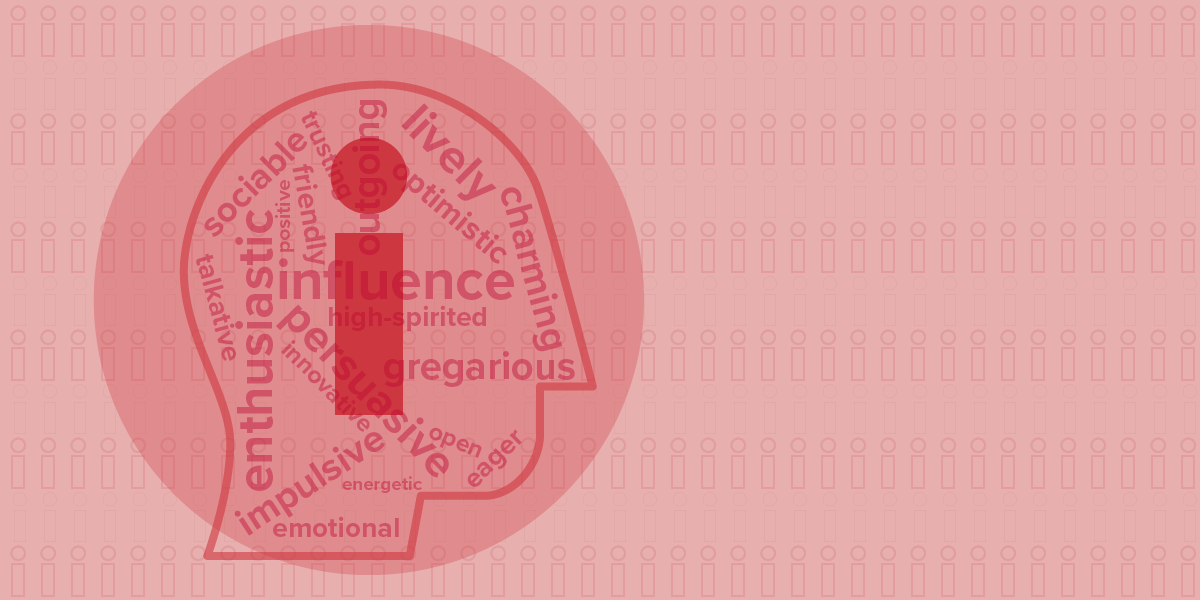 outgoing
lively
trusting
sociable
optimistic
friendly
positive
charming
enthusiastic
talkative
influence
high-spirited
persuasive
gregarious
innovative
open
eager
impulsive
energetic
emotional
i